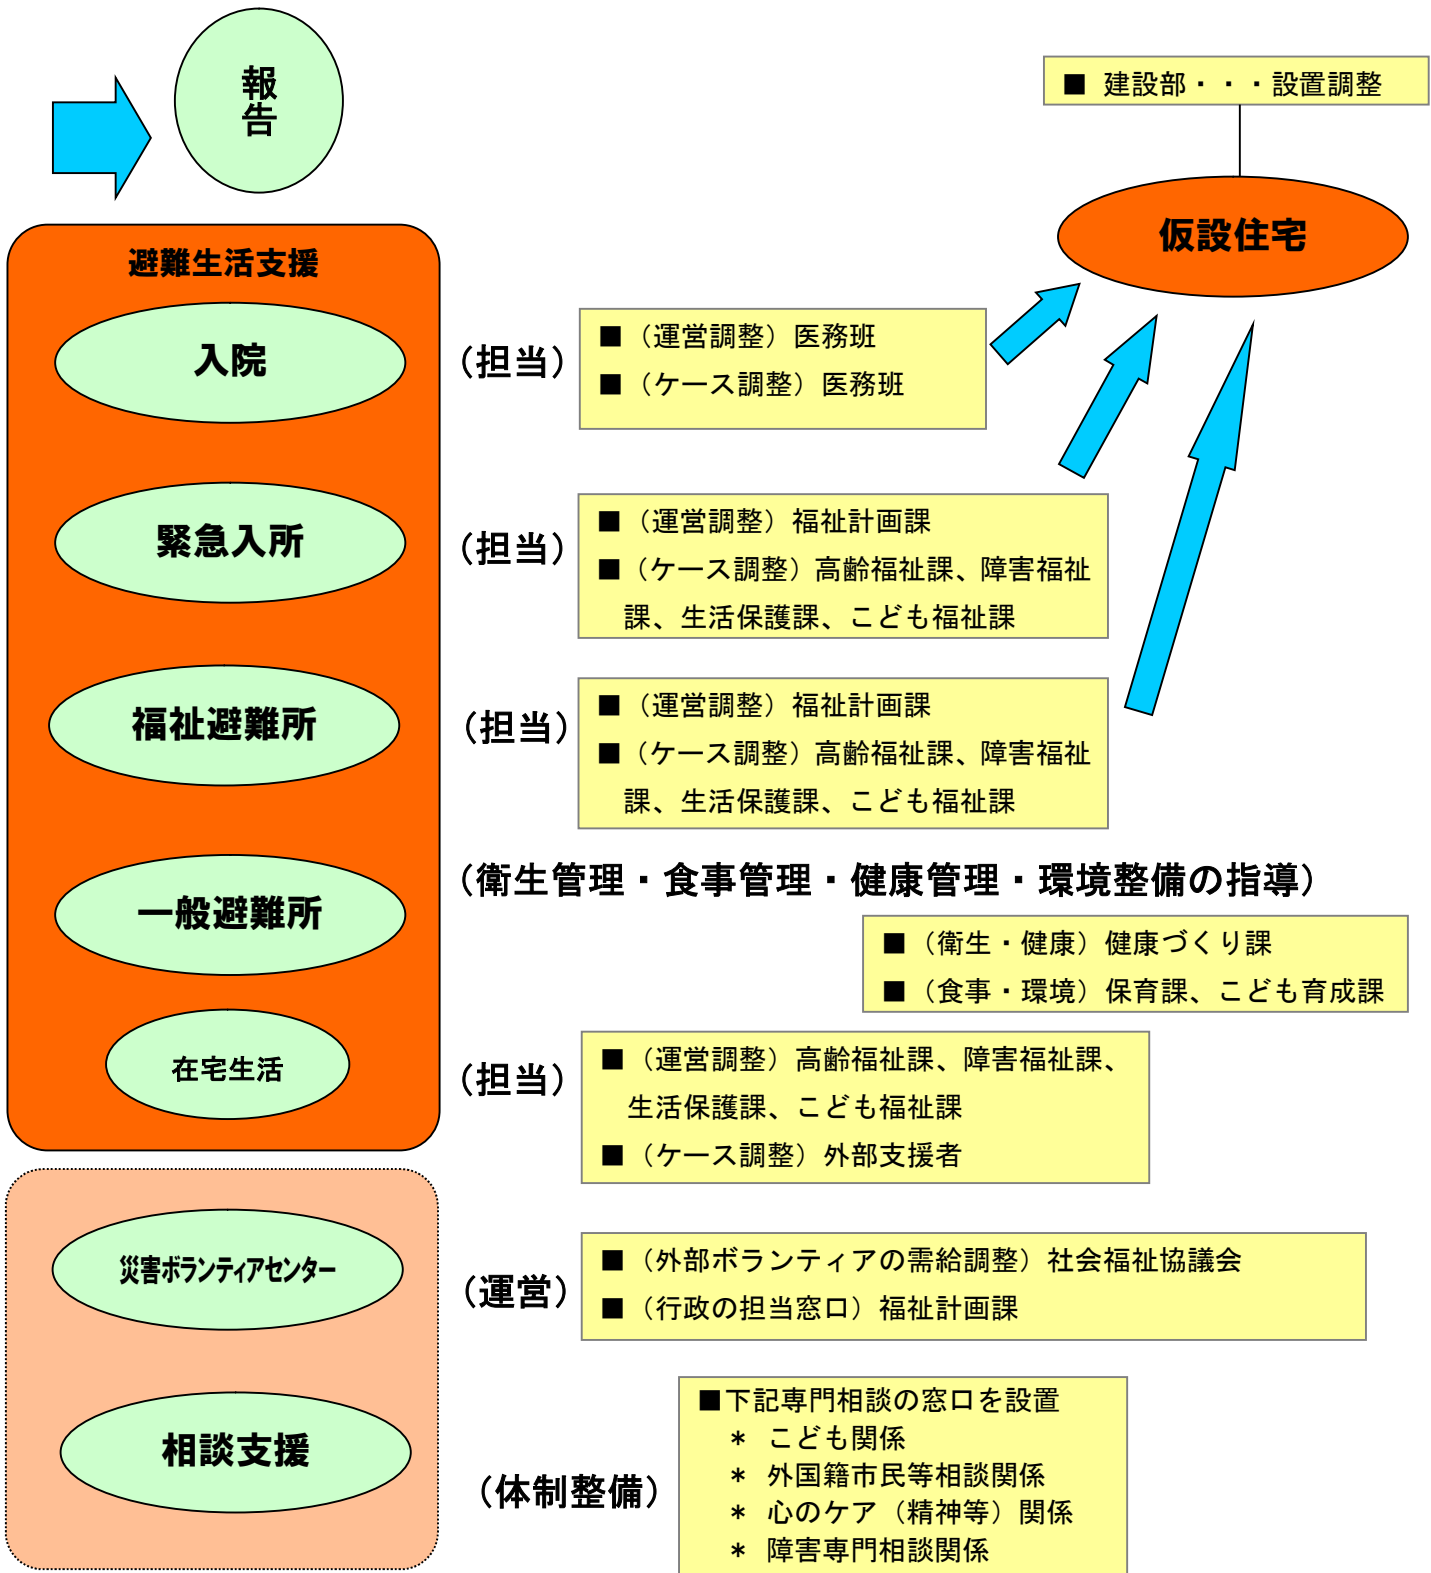 報
告
■ 建設部・・・設置調整
仮設住宅
避難生活支援
入院
（担当）
■（運営調整）医務班
■（ケース調整）医務班
緊急入所
（担当）
■（運営調整）福祉計画課
■（ケース調整）高齢福祉課、障害福祉
課、生活保護課、こども福祉課
福祉避難所
（担当）
■（運営調整）福祉計画課
■（ケース調整）高齢福祉課、障害福祉
課、生活保護課、こども福祉課
（衛生管理・食事管理・健康管理・環境整備の指導）
一般避難所
■（衛生・健康）健康づくり課
■（食事・環境）保育課、こども育成課
在宅生活
（担当）
■（運営調整）高齢福祉課、障害福祉課、
生活保護課、こども福祉課
■（ケース調整）外部支援者
災害ボランティアセンター
（運営）
■（外部ボランティアの需給調整）社会福祉協議会
■（行政の担当窓口）福祉計画課
相談支援
（体制整備）
■下記専門相談の窓口を設置
＊ こども関係
＊ 外国籍市民等相談関係
＊ 心のケア（精神等）関係
＊ 障害専門相談関係